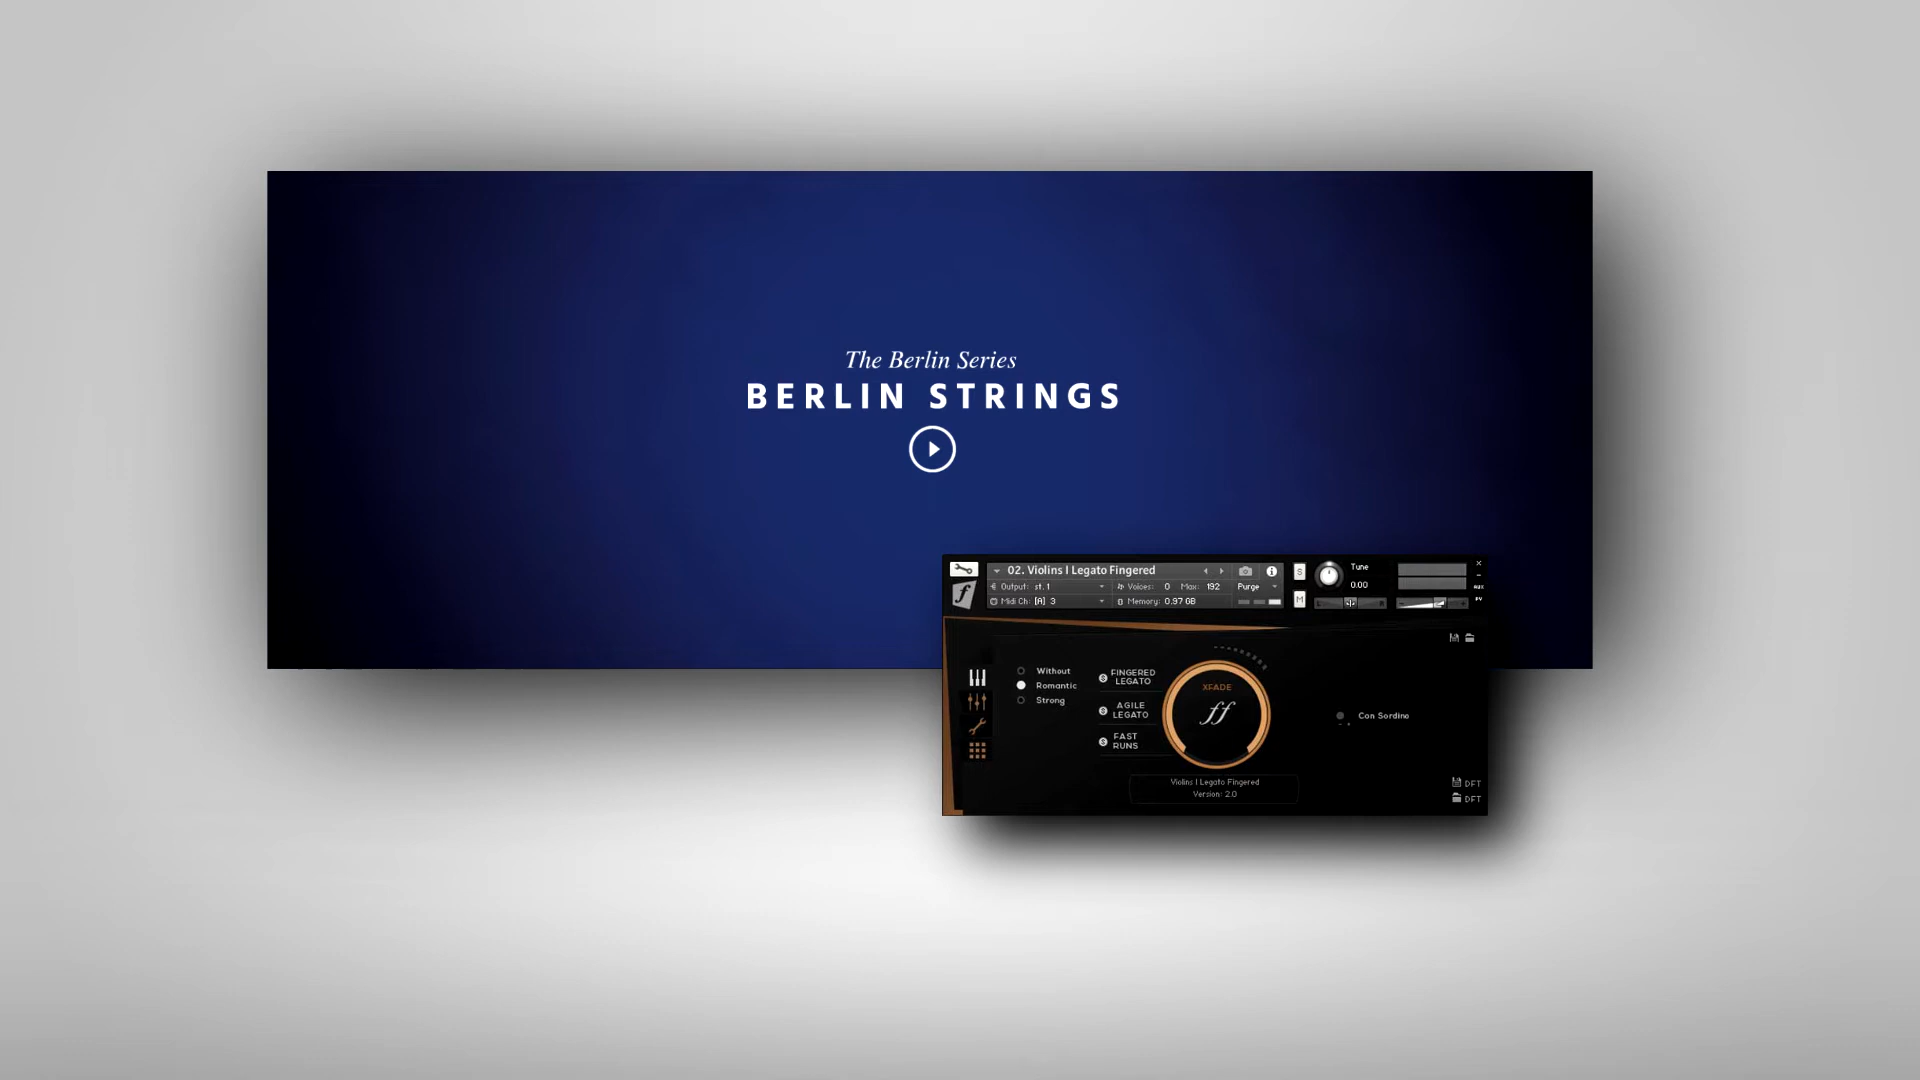 The Berlin Series
BERLIN STRINGS
02. Violins I Legato Fingered
Output: st. 1
Voices: 0 Max: 192
Purge
Midi Ch: [A] 3
Memory: 0.97 GB
S
M
Tune
0.00
AUX
PV
Without
Romantic
Strong
FINGERED
LEGATO
AGILE
LEGATO
FAST
RUNS
XFADE
ff
Con Sordino
Violins I Legato Fingered
Version: 2.0
DFT
DFT